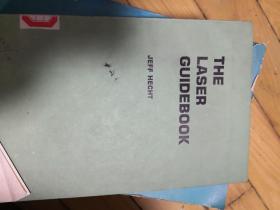 THE
LASER
GUIDEBOOK
JEFF HECHT